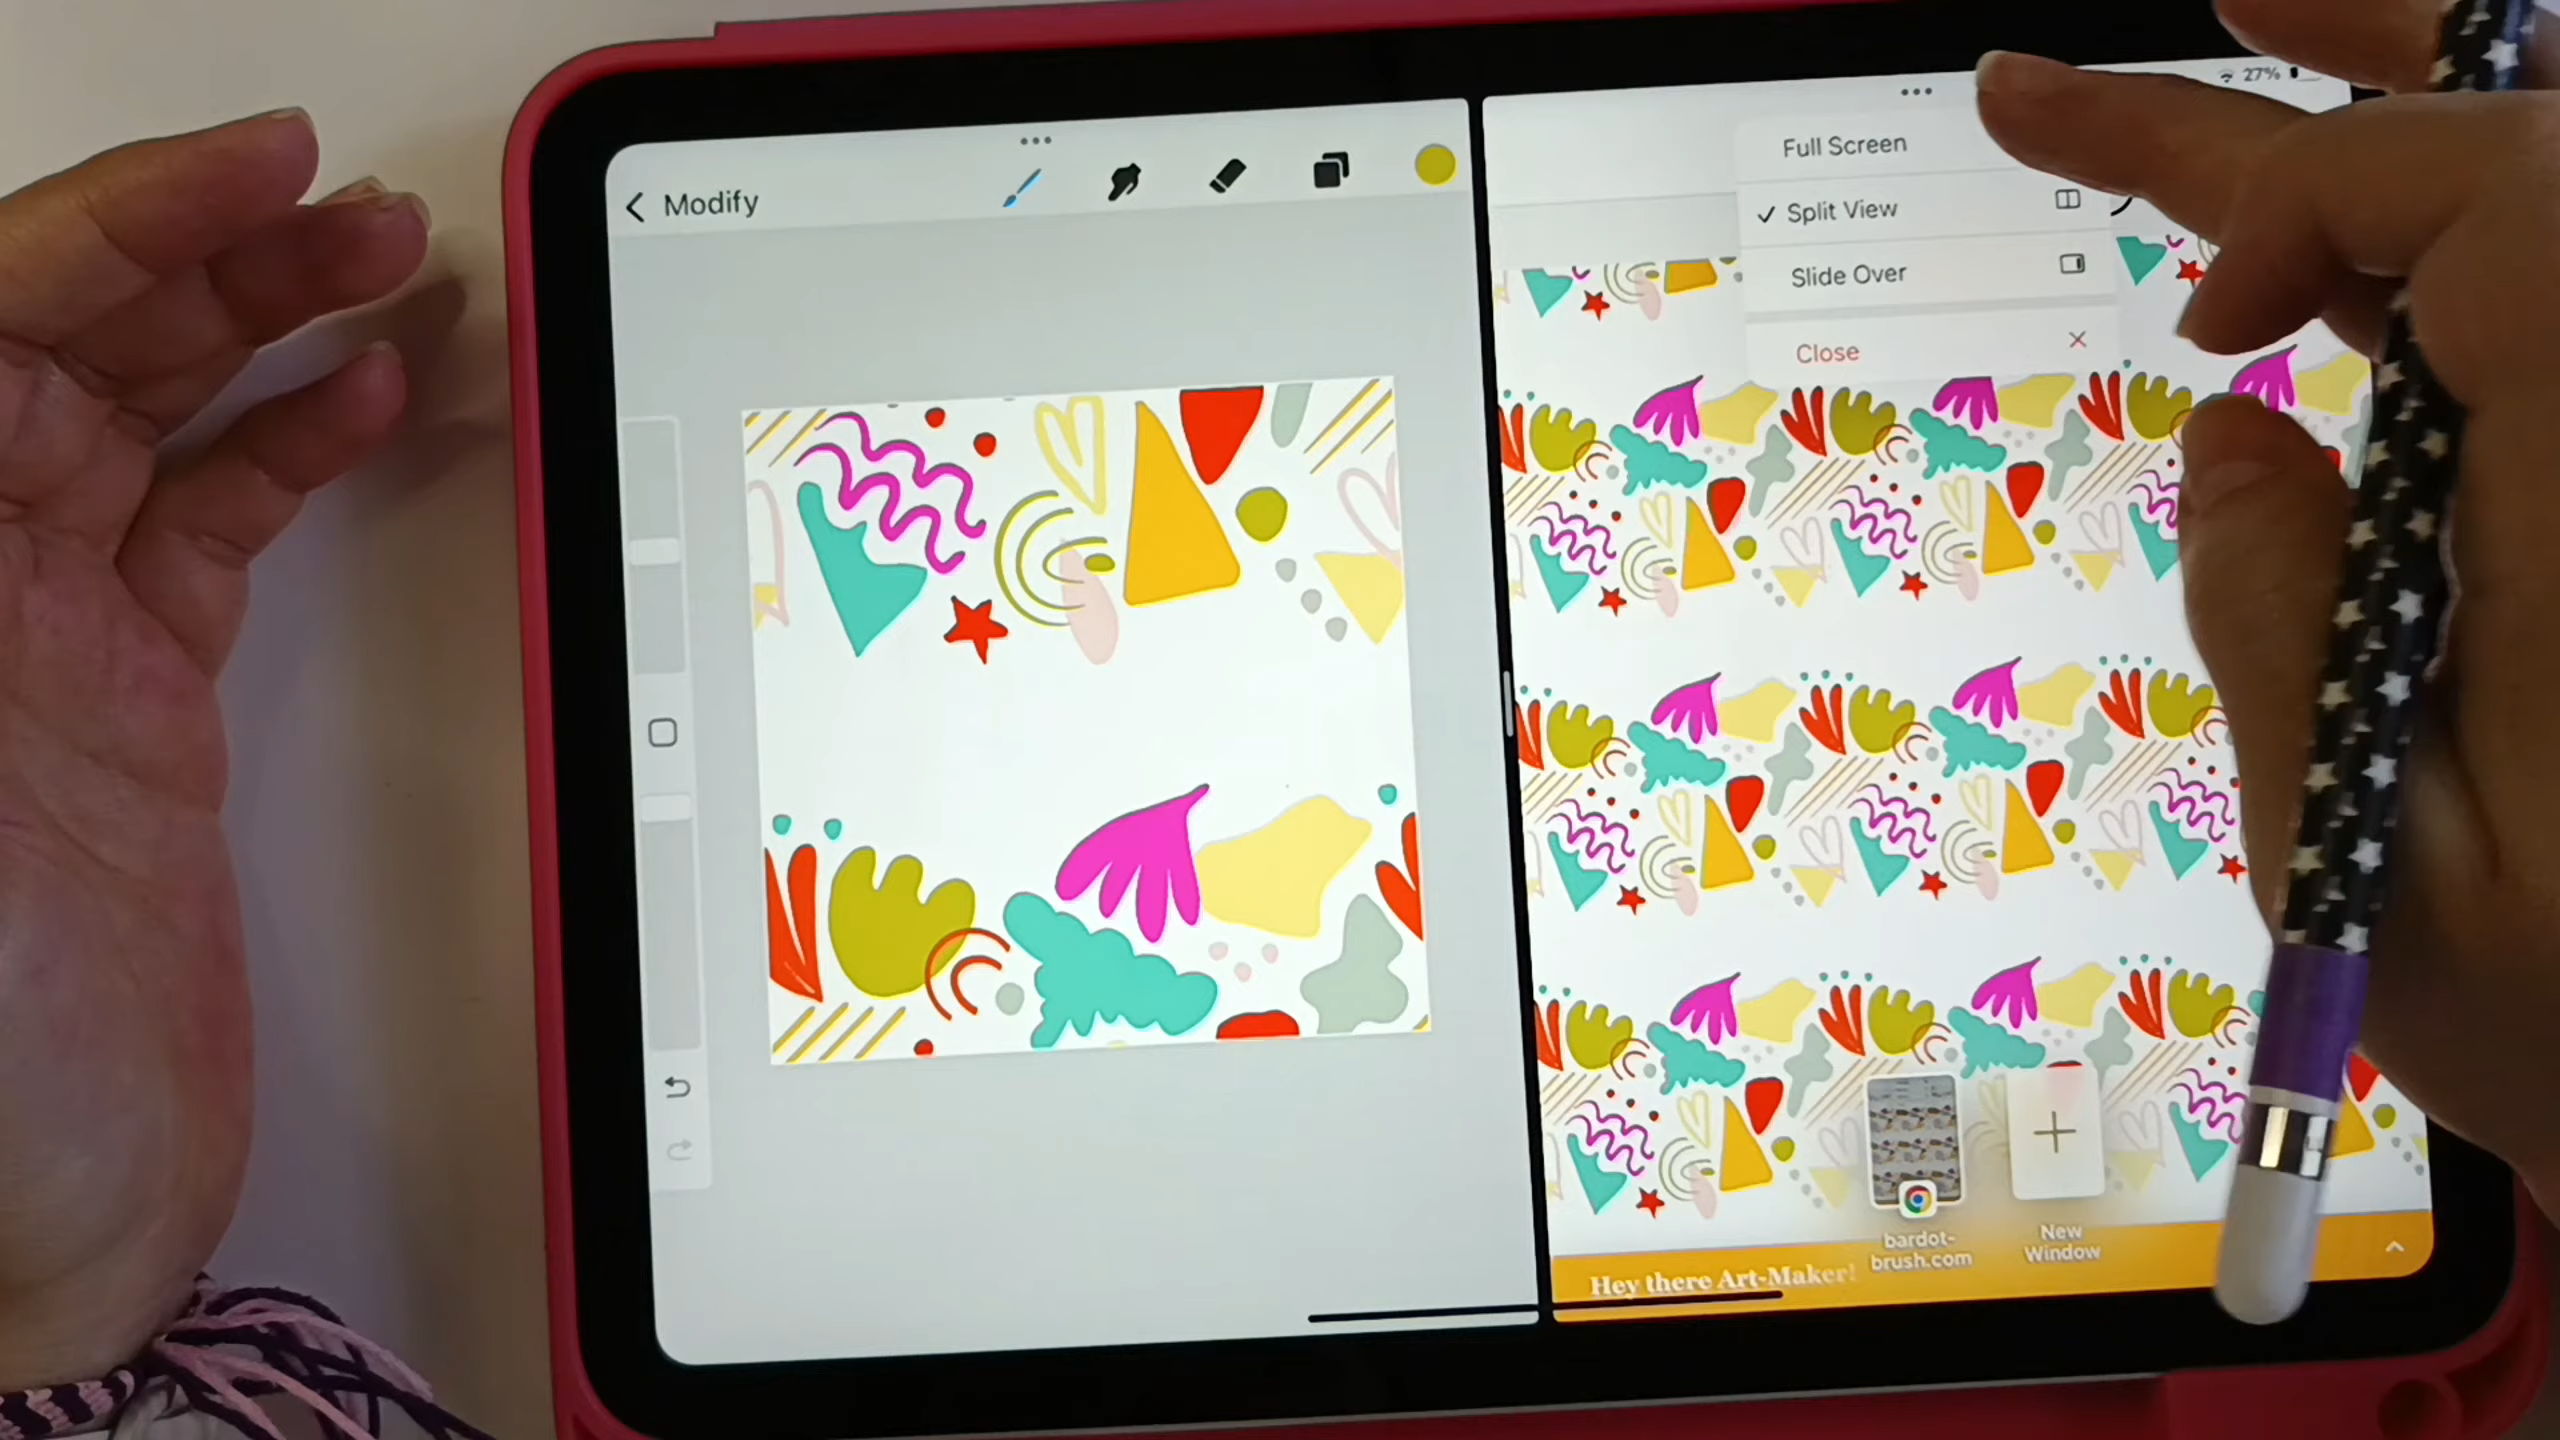 27%
Modify
Full Screen
Split View
Slide Over
Close
bardot-
brush.com
New
Window
Hey there Art-Maker!